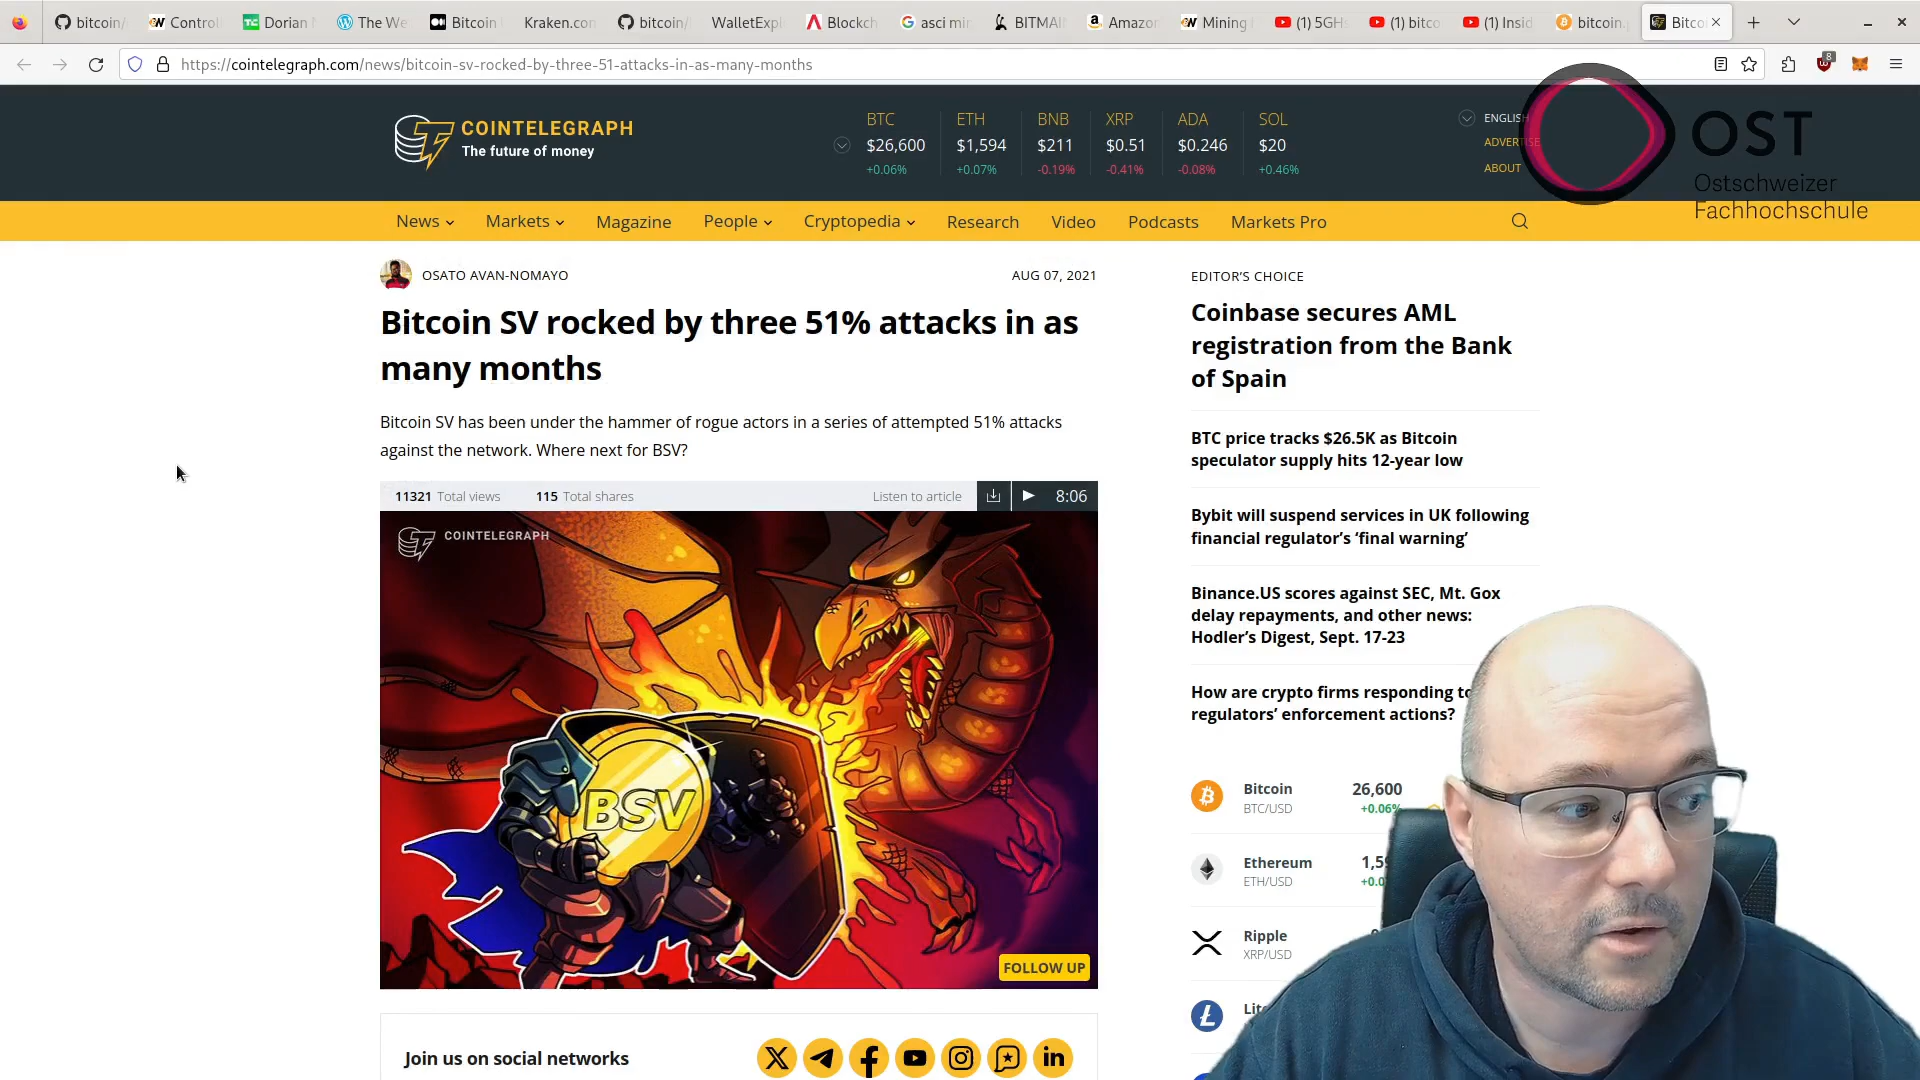 bitcoin/
Contro
Dorian
The We
Bitcoin
Kraken.co
bitcoin/
WalletExp
Blockch
asci mi
BITMAI
Amazo
Mining
(1) 5GH
(1) bitco
(1) Insid
bitcoin.
Bitco
https://cointelegraph.com/news/bitcoin-sv-rocked-by-three-51-attacks-in-as-many-months
8
COINTELEGRAPH
The future of money
BTC
$26,600
+0.06%
ETH
$1,594
+0.07%
BNB
$211
-0.19%
XRP
$0.51
-0.41%
ADA
$0.246
-0.08%
SOL
$20
+0.46%
ENGLISH
ADVERTISE
ABOUT
OST
Ostschweizer
Fachhochschule
News
Markets
Magazine
People
Cryptopedia
Research
Video
Podcasts
Markets Pro
OSATO AVAN-NOMAYO
AUG 07, 2021
Bitcoin SV rocked by three 51% attacks in as
many months
Bitcoin SV has been under the hammer of rogue actors in a series of attempted 51% attacks
against the network. Where next for BSV?
11321 Total views
115 Total shares
Listen to article
8:06
COINTELEGRAPH
BSV
FOLLOW UP
Join us on social networks
EDITOR'S CHOICE
Coinbase secures AML
registration from the Bank
of Spain
BTC price tracks $26.5K as Bitcoin
speculator supply hits 12-year low
Bybit will suspend services in UK following
financial regulator's ‘final warning’
Binance.US scores against SEC, Mt. Gox
delay repayments, and other news:
Hodler's Digest, Sept. 17-23
How are crypto firms responding to
regulators’ enforcement actions?
Bitcoin
26,600
BTC/USD
+0.06%
Ethereum
1,59
ETH/USD
+0.0
Ripple
XRP/USD
Lit